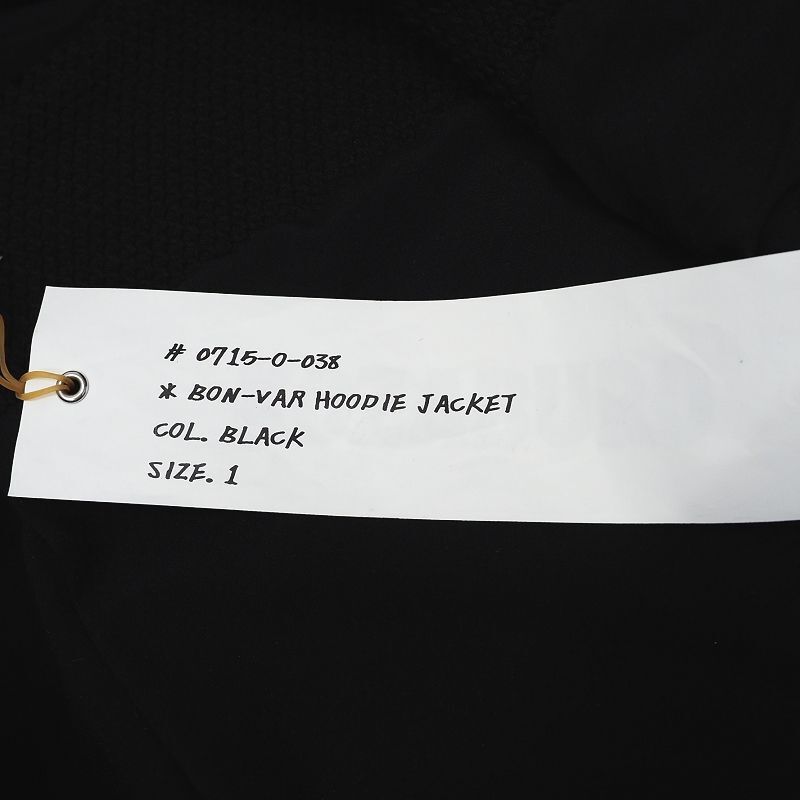 # 0715-0-038
* BON-VAR HOODIE JACKET
COL. BLACK
SIZE. 1